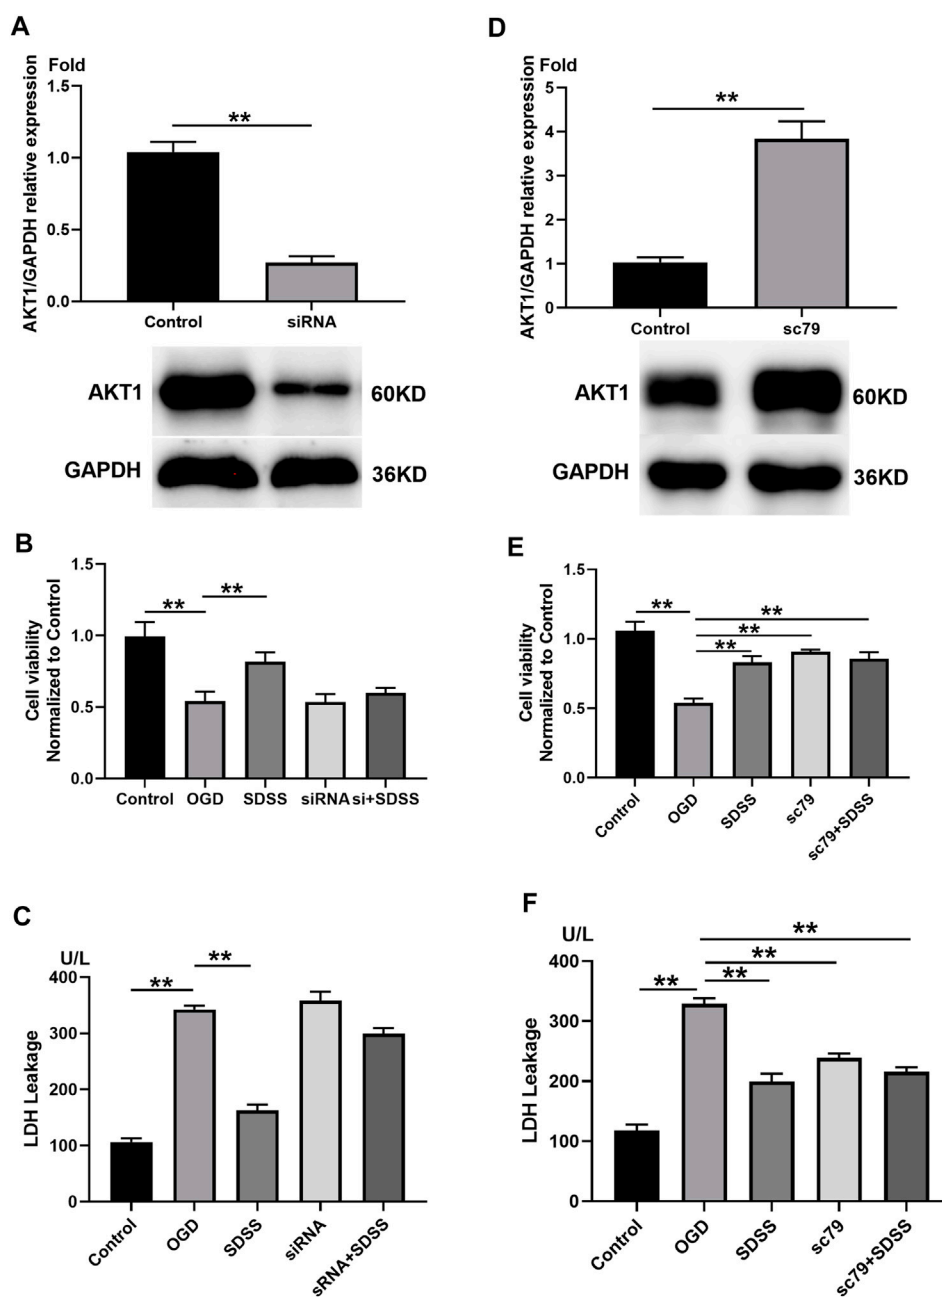 A
Fold
AKT1/GAPDH relative expression
1.5
1.0
0.5
0.0
**
Control siRNA
AKT1 60KD
GAPDH 36KD
D
Fold
AKT1/GAPDH relative expression
5
4
3
2
1
0
**
Control sc79
AKT1 60KD
GAPDH 36KD
B
Cell viability
Normalized to Control
1.5
1.0
0.5
0.0
** **
Control OGD SDSS siRNA si+SDSS
E
Cell viability
Normalized to Control
1.5
1.0
0.5
0.0
**
**
**
**
Control OGD SDSS sc79 sc79+SDSS
C
U/L
LDH Leakage
400
300
200
100
0
**
**
Control OGD SDSS siRNA sRNA+SDSS
F
U/L
LDH Leakage
400
300
200
100
0
**
**
**
**
Control OGD SDSS sc79 sc79+SDSS